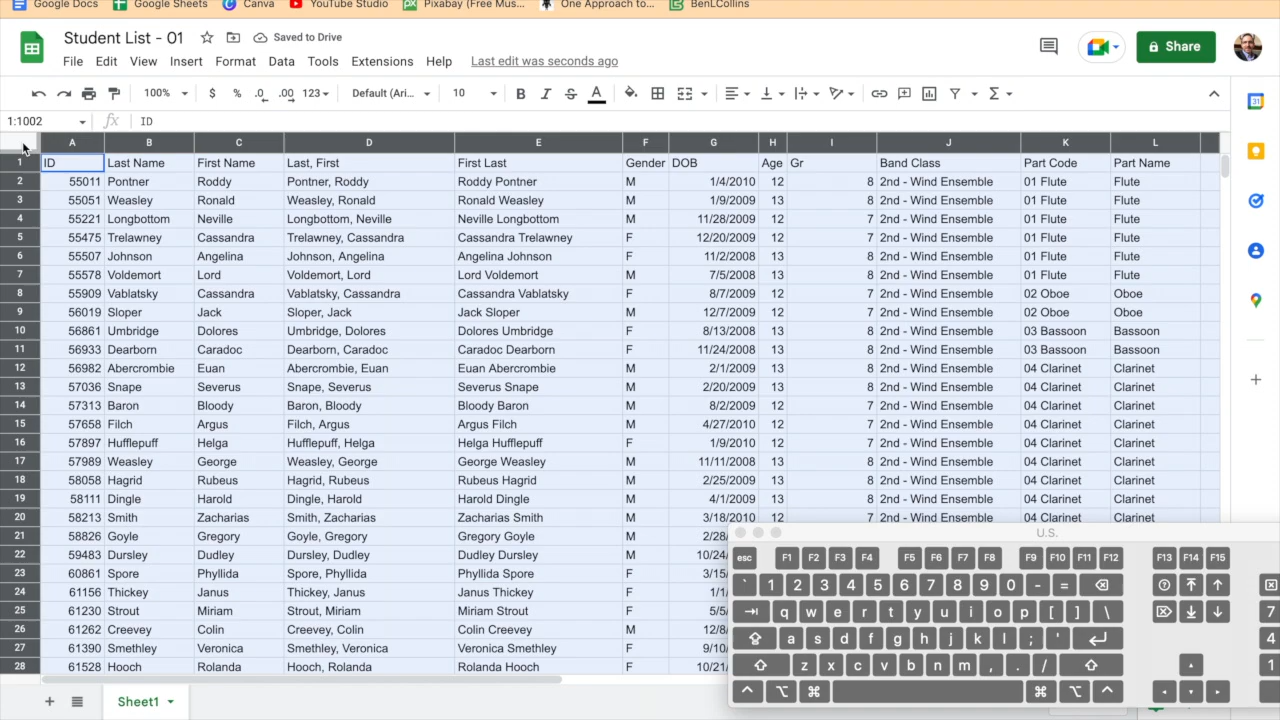 Google Docs Google Sheets Canva YouTube Studio Pixabay (Free Mus... One Approach to... BenLCollins
Student List - 01 Saved to Drive Share
File Edit View Insert Format Data Tools Extensions Help Last edit was seconds ago
100% $ % .0 .00 123 Default (Ari... 10 B I S A
1:1002 fx ID
A B C D E F G H I J K L
1 ID Last Name First Name Last, First First Last Gender DOB Age Gr Band Class Part Code Part Name
2 55011 Pontner Roddy Pontner, Roddy Roddy Pontner M 1/4/2010 12 8 2nd - Wind Ensemble 01 Flute Flute
3 55051 Weasley Ronald Weasley, Ronald Ronald Weasley M 1/9/2009 13 8 2nd - Wind Ensemble 01 Flute Flute
4 55221 Longbottom Neville Longbottom, Neville Neville Longbottom M 11/28/2009 12 7 2nd - Wind Ensemble 01 Flute Flute
5 55475 Trelawney Cassandra Trelawney, Cassandra Cassandra Trelawney F 12/20/2009 12 7 2nd - Wind Ensemble 01 Flute Flute
6 55507 Johnson Angelina Johnson, Angelina Angelina Johnson F 11/2/2008 13 8 2nd - Wind Ensemble 01 Flute Flute
7 55578 Voldemort Lord Voldemort, Lord Lord Voldemort M 7/5/2008 13 8 2nd - Wind Ensemble 01 Flute Flute
8 55909 Vablatsky Cassandra Vablatsky, Cassandra Cassandra Vablatsky F 8/7/2009 12 7 2nd - Wind Ensemble 02 Oboe Oboe
9 56019 Sloper Jack Sloper, Jack Jack Sloper M 12/7/2009 12 7 2nd - Wind Ensemble 02 Oboe Oboe
10 56861 Umbridge Dolores Umbridge, Dolores Dolores Umbridge F 8/13/2008 13 8 2nd - Wind Ensemble 03 Bassoon Bassoon
11 56933 Dearborn Caradoc Dearborn, Caradoc Caradoc Dearborn F 11/24/2008 13 8 2nd - Wind Ensemble 03 Bassoon Bassoon
12 56982 Abercrombie Euan Abercrombie, Euan Euan Abercrombie M 2/1/2009 13 8 2nd - Wind Ensemble 04 Clarinet Clarinet
13 57036 Snape Severus Snape, Severus Severus Snape M 2/20/2009 13 8 2nd - Wind Ensemble 04 Clarinet Clarinet
14 57313 Baron Bloody Baron, Bloody Bloody Baron M 8/2/2009 12 7 2nd - Wind Ensemble 04 Clarinet Clarinet
15 57658 Filch Argus Filch, Argus Argus Filch M 4/27/2010 12 7 2nd - Wind Ensemble 04 Clarinet Clarinet
16 57897 Hufflepuff Helga Hufflepuff, Helga Helga Hufflepuff F 1/9/2010 12 7 2nd - Wind Ensemble 04 Clarinet Clarinet
17 57989 Weasley George Weasley, George George Weasley M 11/11/2008 13 8 2nd - Wind Ensemble 04 Clarinet Clarinet
18 58058 Hagrid Rubeus Hagrid, Rubeus Rubeus Hagrid M 2/25/2009 13 8 2nd - Wind Ensemble 04 Clarinet Clarinet
19 58111 Dingle Harold Dingle, Harold Harold Dingle M 4/1/2009 13 8 2nd - Wind Ensemble 04 Clarinet Clarinet
20 58213 Smith Zacharias Smith, Zacharias Zacharias Smith M 3/18/2010 12 7 2nd - Wind Ensemble 04 Clarinet Clarinet
21 58826 Goyle Gregory Goyle, Gregory Gregory Goyle M 2/28/
22 59483 Dursley Dudley Dursley, Dudley Dudley Dursley M 10/24/
23 60861 Spore Phyllida Spore, Phyllida Phyllida Spore F 3/15/
24 61156 Thickey Janus Thickey, Janus Janus Thickey F 1/1/
25 61230 Strout Miriam Strout, Miriam Miriam Strout F 5/5/
26 61262 Creevey Colin Creevey, Colin Colin Creevey M 12/8/
27 61390 Smethley Veronica Smethley, Veronica Veronica Smethley F 9/10/
28 61528 Hooch Rolanda Hooch, Rolanda Rolanda Hooch F 10/21/
U.S.
esc F1 F2 F3 F4 F5 F6 F7 F8 F9 F10 F11 F12 F13 F14 F15
` 1 2 3 4 5 6 7 8 9 0 - =
q w e r t y u i o p [ ] \ 7
a s d f g h j k l ; ' 4
z x c v b n m , . / 1
Sheet1